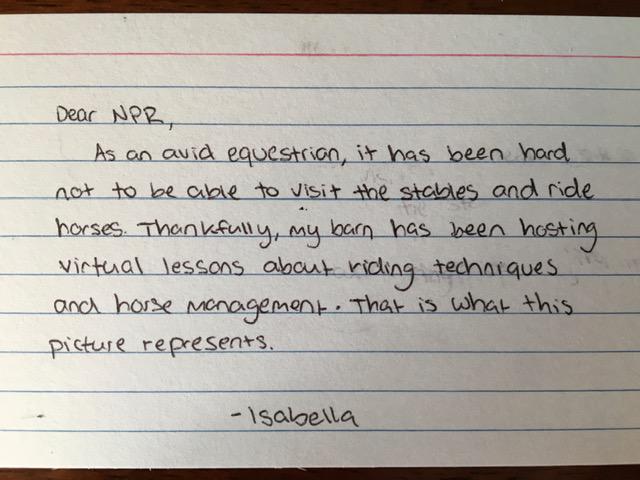 Dear NPR,
As an avid equestrian, it has been hard
not to be able to visit the stables and ride
horses. Thankfully, my barn has been hosting
virtual lessons about riding techniques
and horse management. That is what this
picture represents.
-Isabella